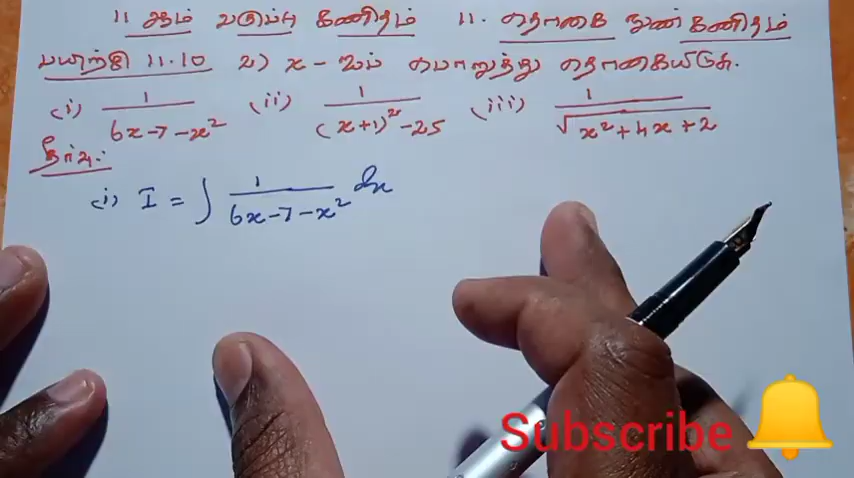 11 ஆம் வகுப்பு கணிதம் 11. தொகை நுண்கணிதம்
பயிற்சி 11.10 2) x - ஐப் பொறுத்து தொகையிடுக.
(i) 1/(6x-7-x²) (ii) 1/((x+1)²-25) (iii) 1/√(x²+4x+2)
தீர்வு:
(i) I = ∫ 1/(6x-7-x²) dx
Subscribe